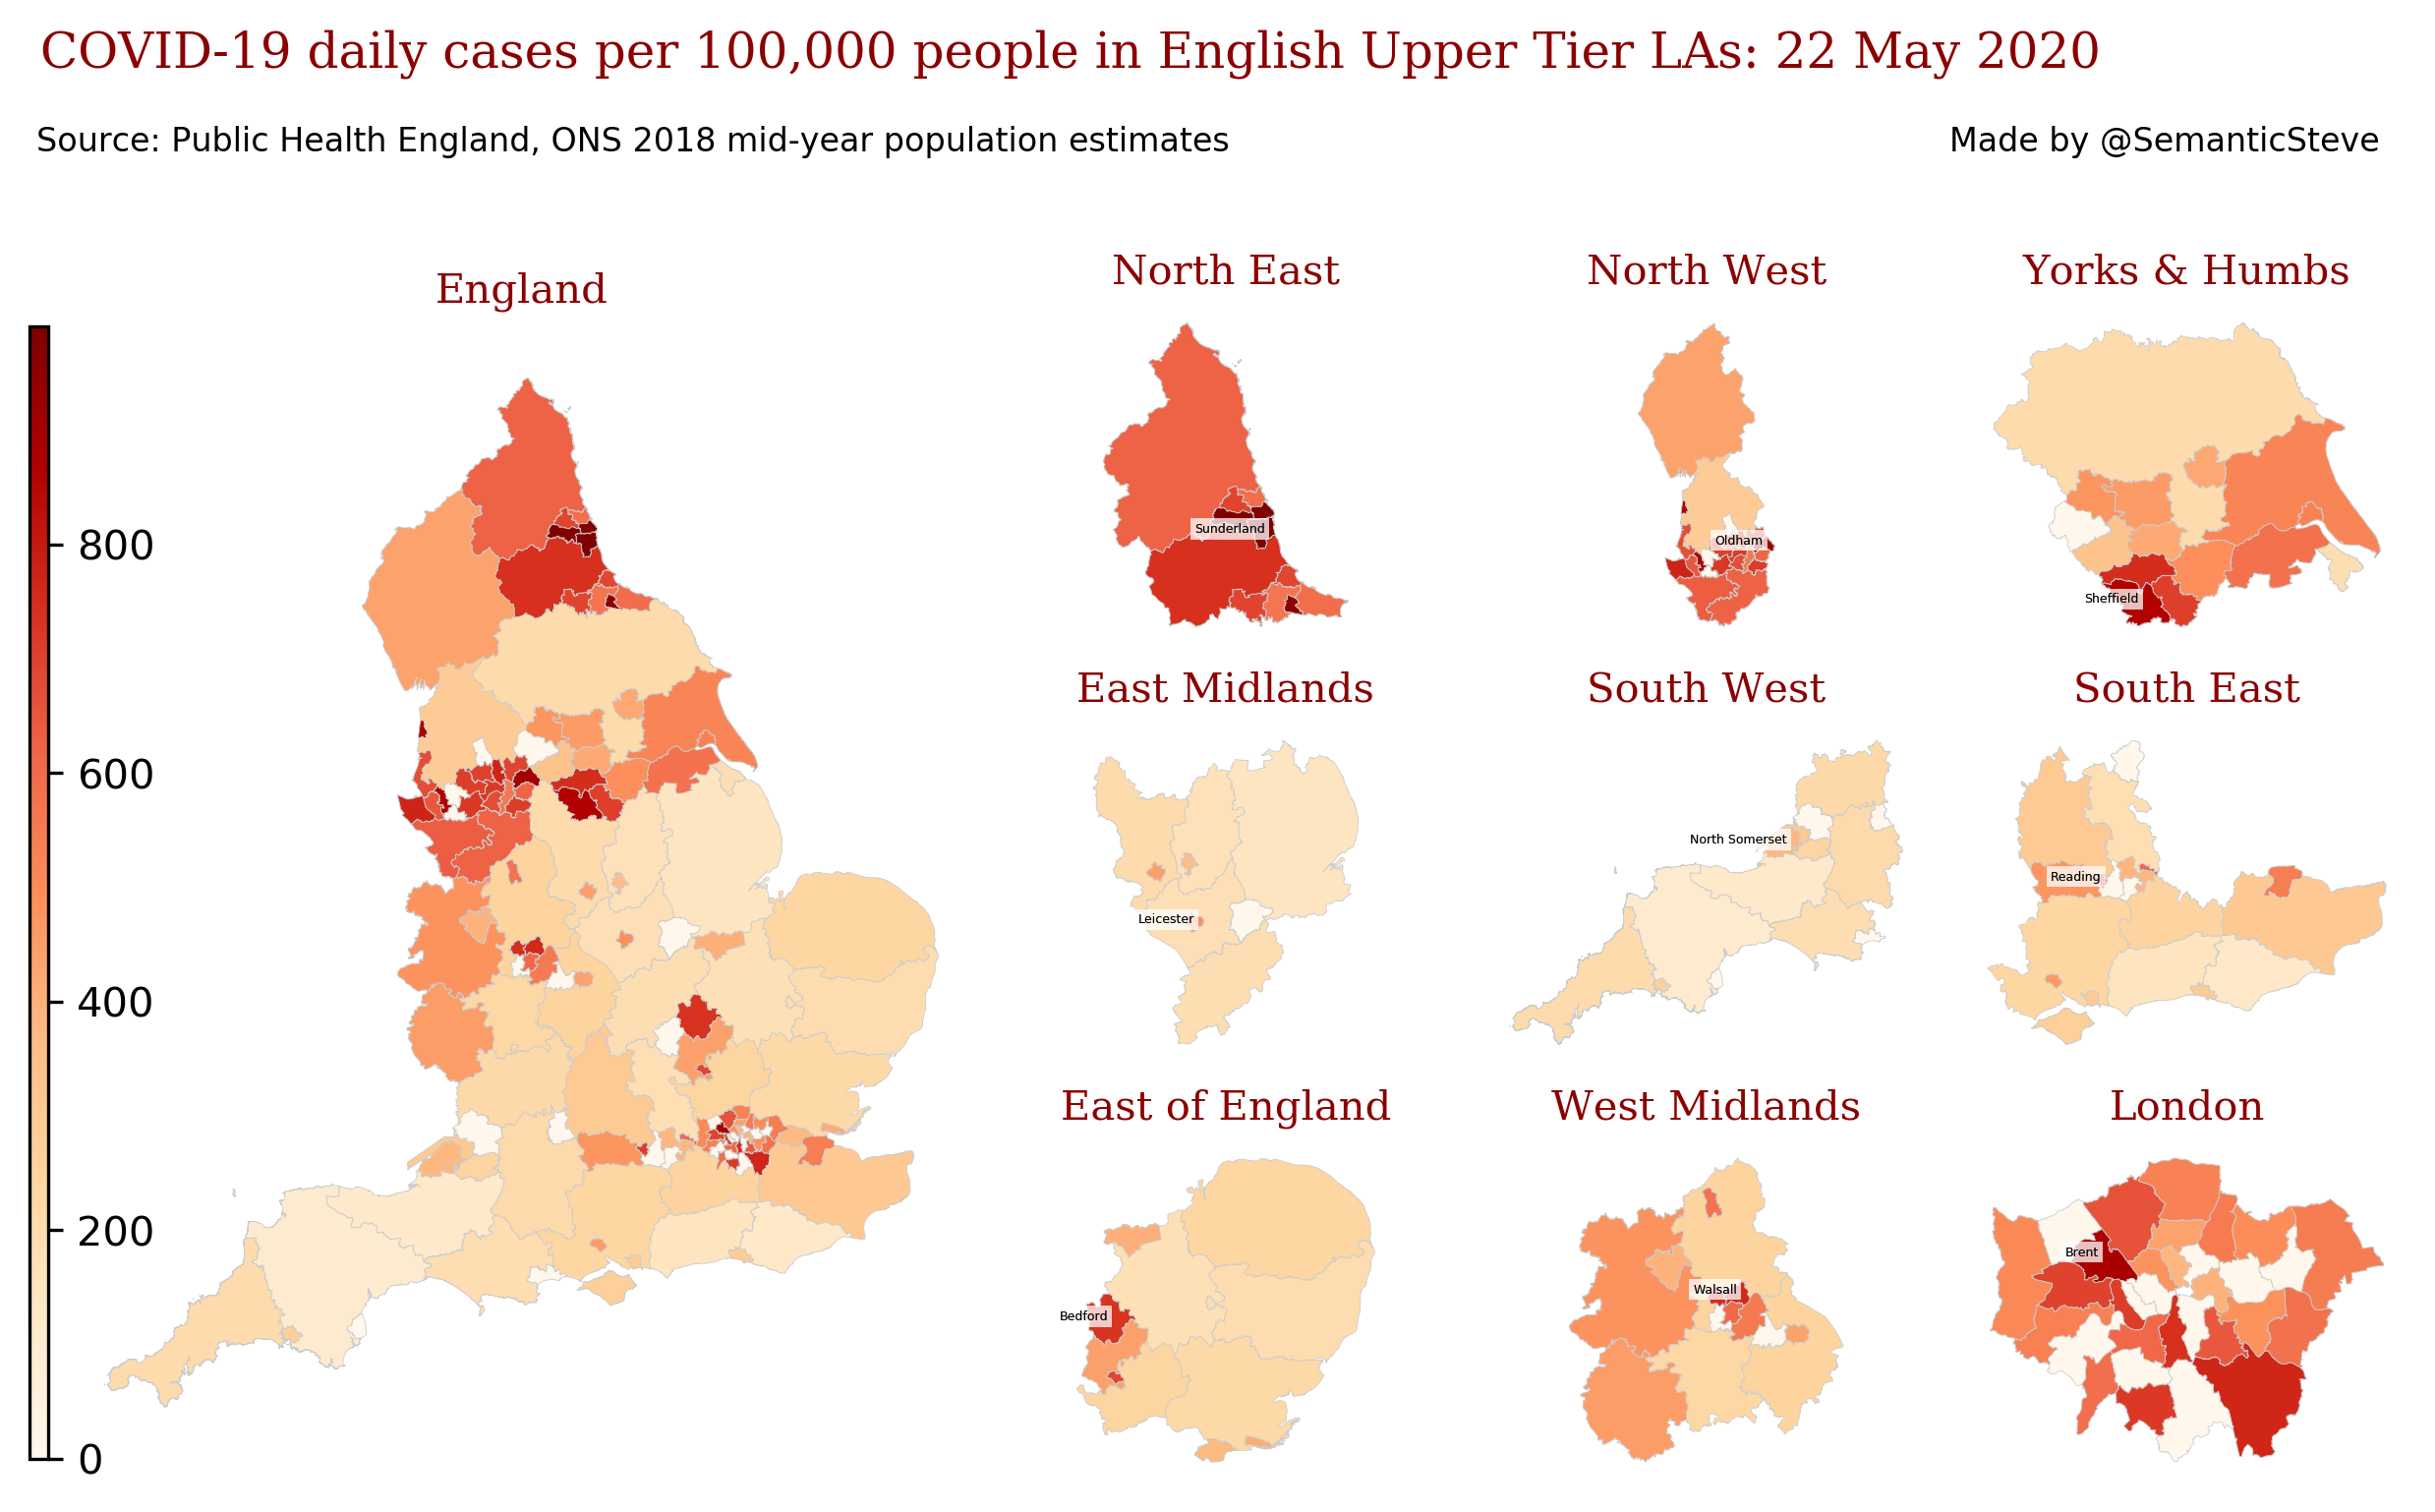 COVID-19 daily cases per 100,000 people in English Upper Tier LAs: 22 May 2020
Source: Public Health England, ONS 2018 mid-year population estimates
Made by @SemanticSteve
England
800
600
400
200
0
North East
Sunderland
North West
Oldham
Yorks & Humbs
Sheffield
East Midlands
Leicester
South West
North Somerset
South East
Reading
East of England
Bedford
West Midlands
Walsall
London
Brent